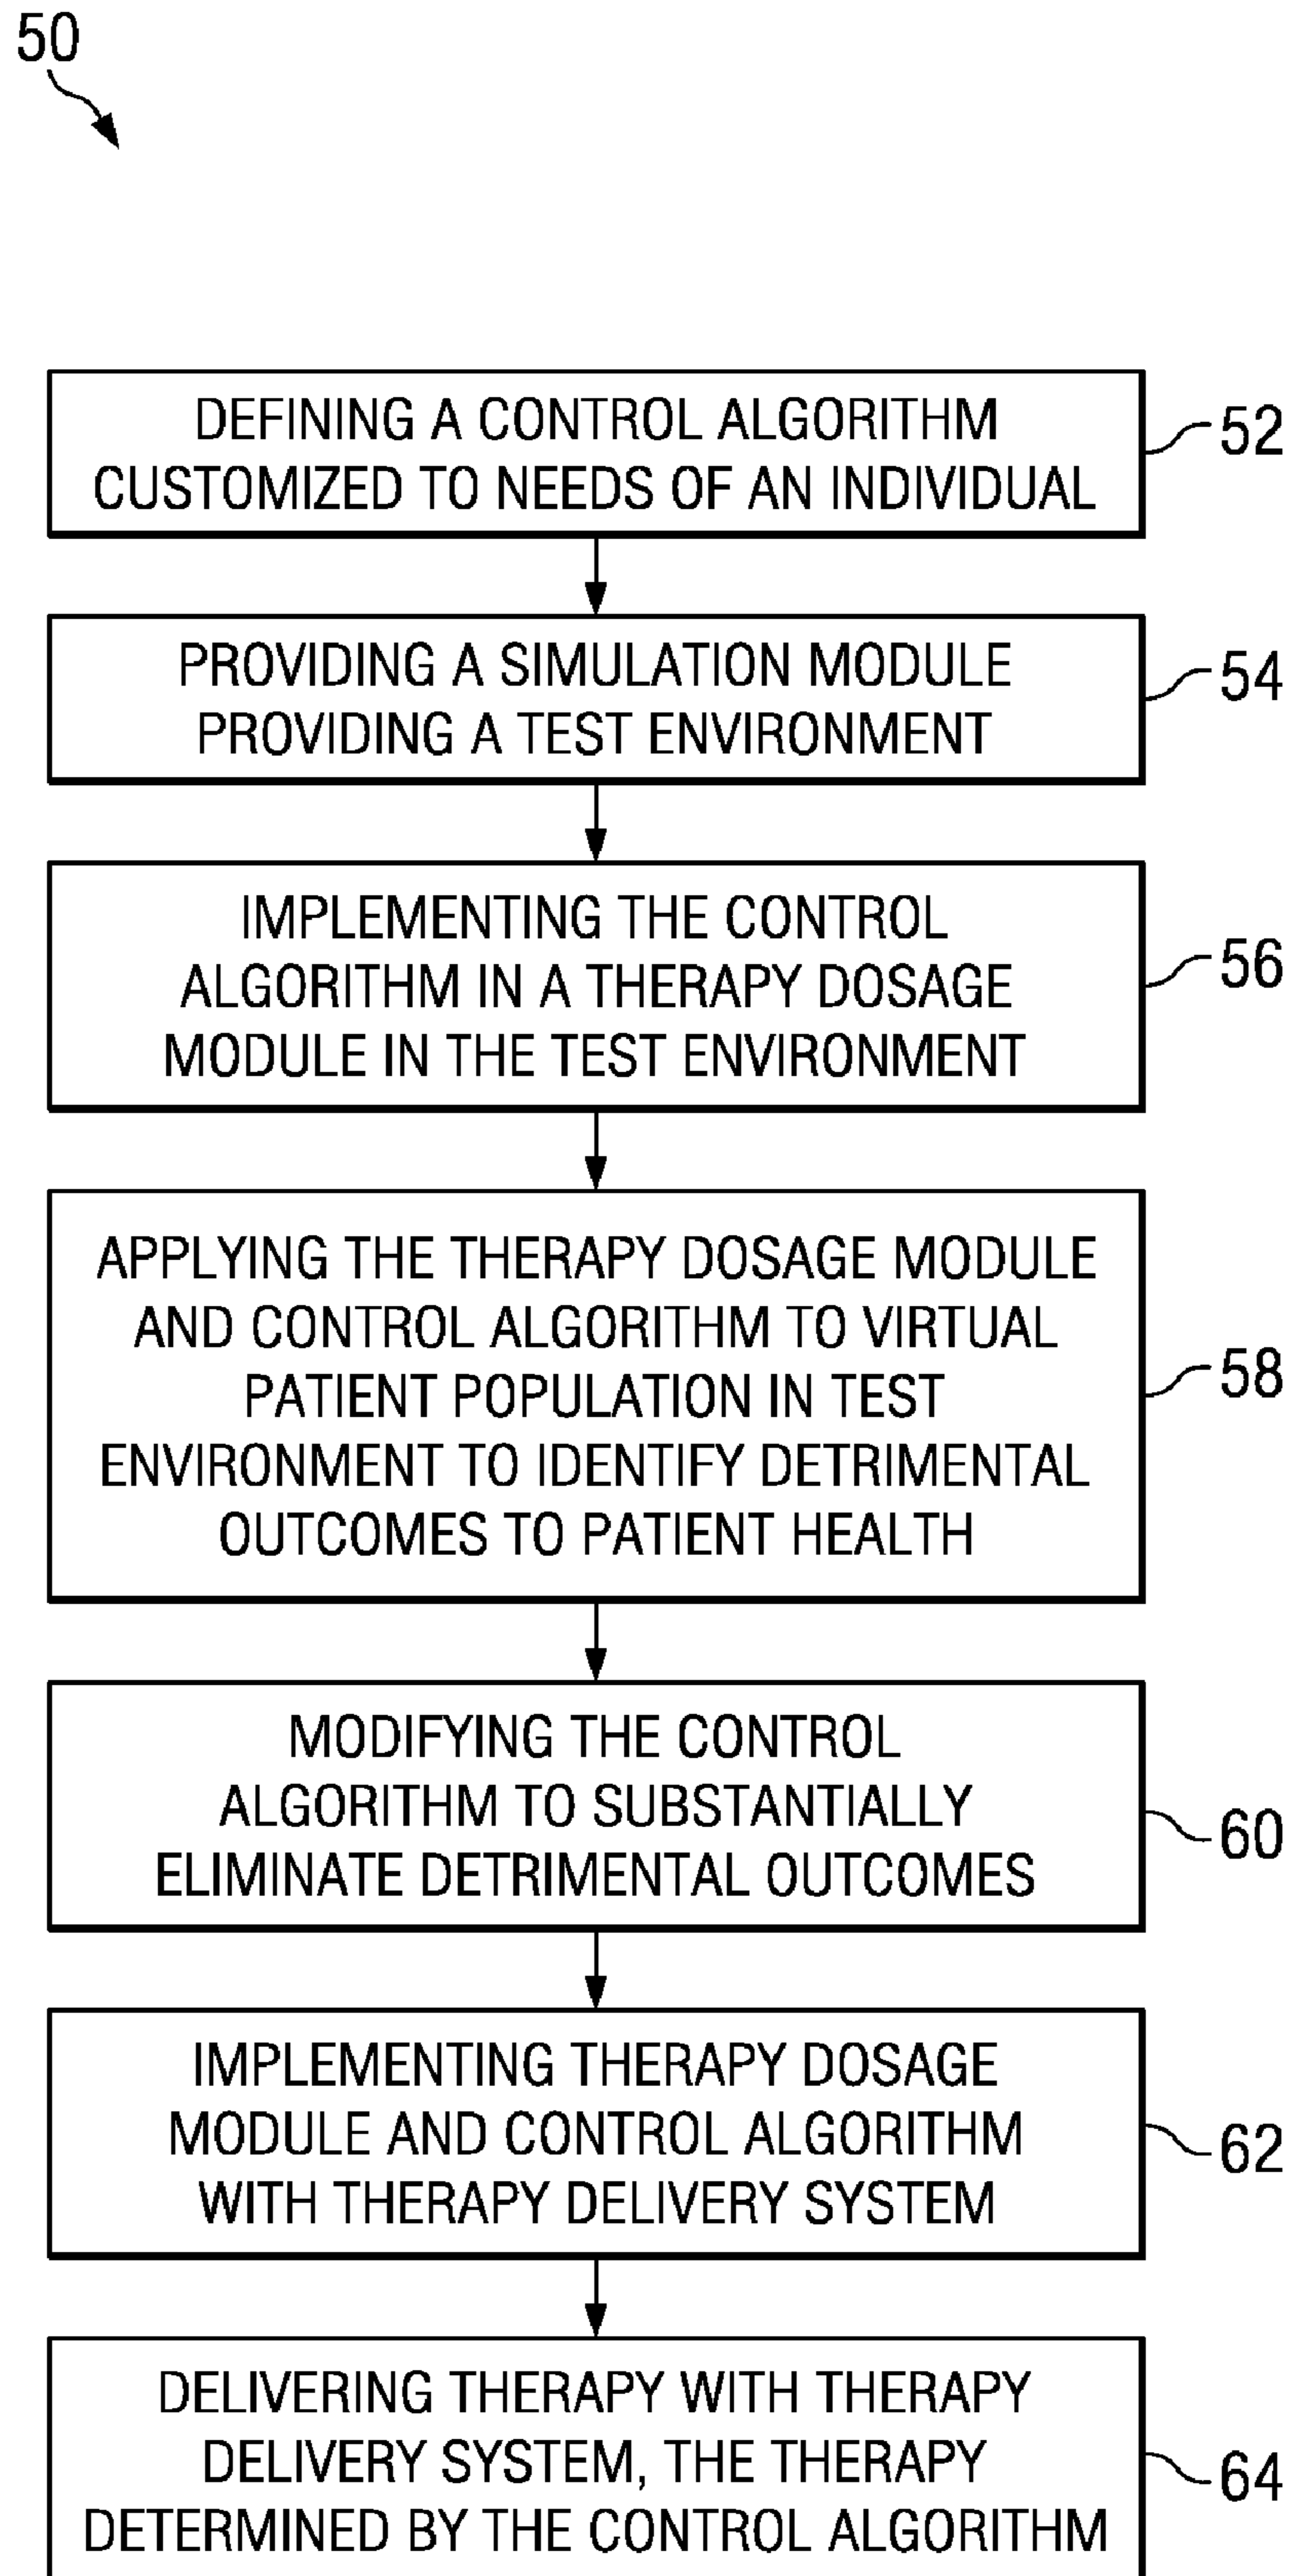 50
DEFINING A CONTROL ALGORITHM
CUSTOMIZED TO NEEDS OF AN INDIVIDUAL
52
PROVIDING A SIMULATION MODULE
PROVIDING A TEST ENVIRONMENT
54
IMPLEMENTING THE CONTROL
ALGORITHM IN A THERAPY DOSAGE
MODULE IN THE TEST ENVIRONMENT
56
APPLYING THE THERAPY DOSAGE MODULE
AND CONTROL ALGORITHM TO VIRTUAL
PATIENT POPULATION IN TEST
ENVIRONMENT TO IDENTIFY DETRIMENTAL
OUTCOMES TO PATIENT HEALTH
58
MODIFYING THE CONTROL
ALGORITHM TO SUBSTANTIALLY
ELIMINATE DETRIMENTAL OUTCOMES
60
IMPLEMENTING THERAPY DOSAGE
MODULE AND CONTROL ALGORITHM
WITH THERAPY DELIVERY SYSTEM
62
DELIVERING THERAPY WITH THERAPY
DELIVERY SYSTEM, THE THERAPY
DETERMINED BY THE CONTROL ALGORITHM
64